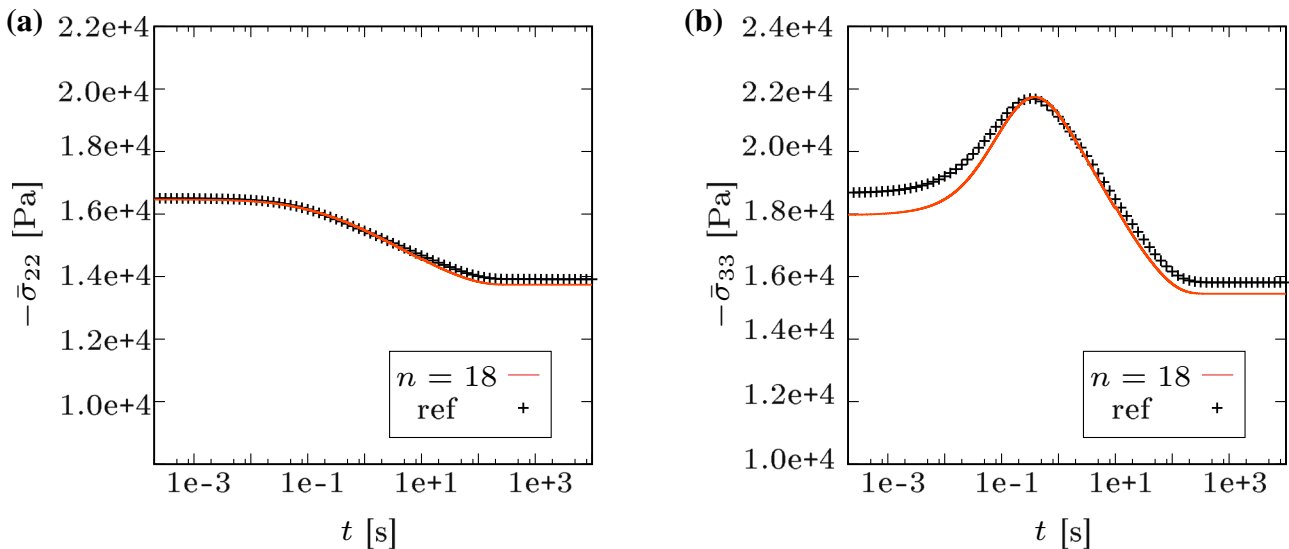 (a)
2.2e+4
2.0e+4
1.8e+4
1.6e+4
1.4e+4
1.2e+4
1.0e+4
−σ̄₂₂ [Pa]
n = 18
ref
1e-3 1e-1 1e+1 1e+3
t [s]
(b)
2.4e+4
2.2e+4
2.0e+4
1.8e+4
1.6e+4
1.4e+4
1.2e+4
1.0e+4
−σ̄₃₃ [Pa]
n = 18
ref
1e-3 1e-1 1e+1 1e+3
t [s]